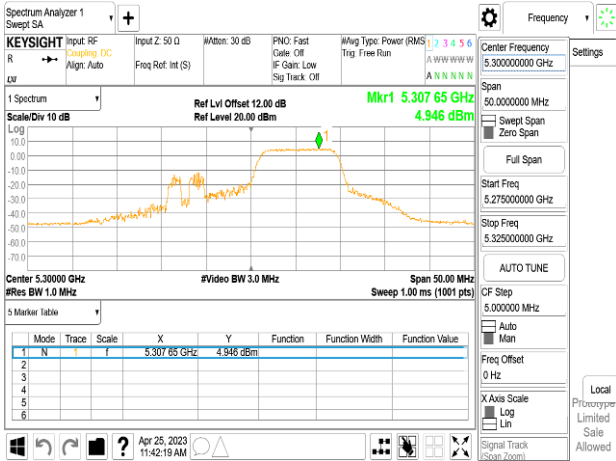 Spectrum Analyzer 1
Swept SA
+
Frequency
KEYSIGHT
R
Input: RF
Coupling: DC
Align: Auto
Input Z: 50 Ω
Freq Ref: Int (S)
#Atten: 30 dB
PNO: Fast
Gate: Off
IF Gain: Low
Sig Track: Off
#Avg Type: Power (RMS
Trig: Free Run
1 2 3 4 5 6
A W W W W W
A N N N N N
1 Spectrum
Scale/Div 10 dB
Ref Lvl Offset 12.00 dB
Ref Level 20.00 dBm
Mkr1 5.307 65 GHz
4.946 dBm
Log
10.0
0.00
-10.0
-20.0
-30.0
-40.0
-50.0
-60.0
-70.0
1
Center 5.30000 GHz
#Res BW 1.0 MHz
#Video BW 3.0 MHz
Span 50.00 MHz
Sweep 1.00 ms (1001 pts)
5 Marker Table
Mode Trace Scale X Y Function Function Width Function Value
1 N 1 f 5.307 65 GHz 4.946 dBm
2
3
4
5
6
?
Apr 25, 2023
11:42:19 AM
Center Frequency
5.300000000 GHz
Span
50.0000000 MHz
Swept Span
Zero Span
Full Span
Start Freq
5.275000000 GHz
Stop Freq
5.325000000 GHz
AUTO TUNE
CF Step
5.000000 MHz
Auto
Man
Freq Offset
0 Hz
X Axis Scale
Log
Lin
Signal Track
(Span Zoom)
Settings
Local
Prototype
Limited
Sale
Allowed